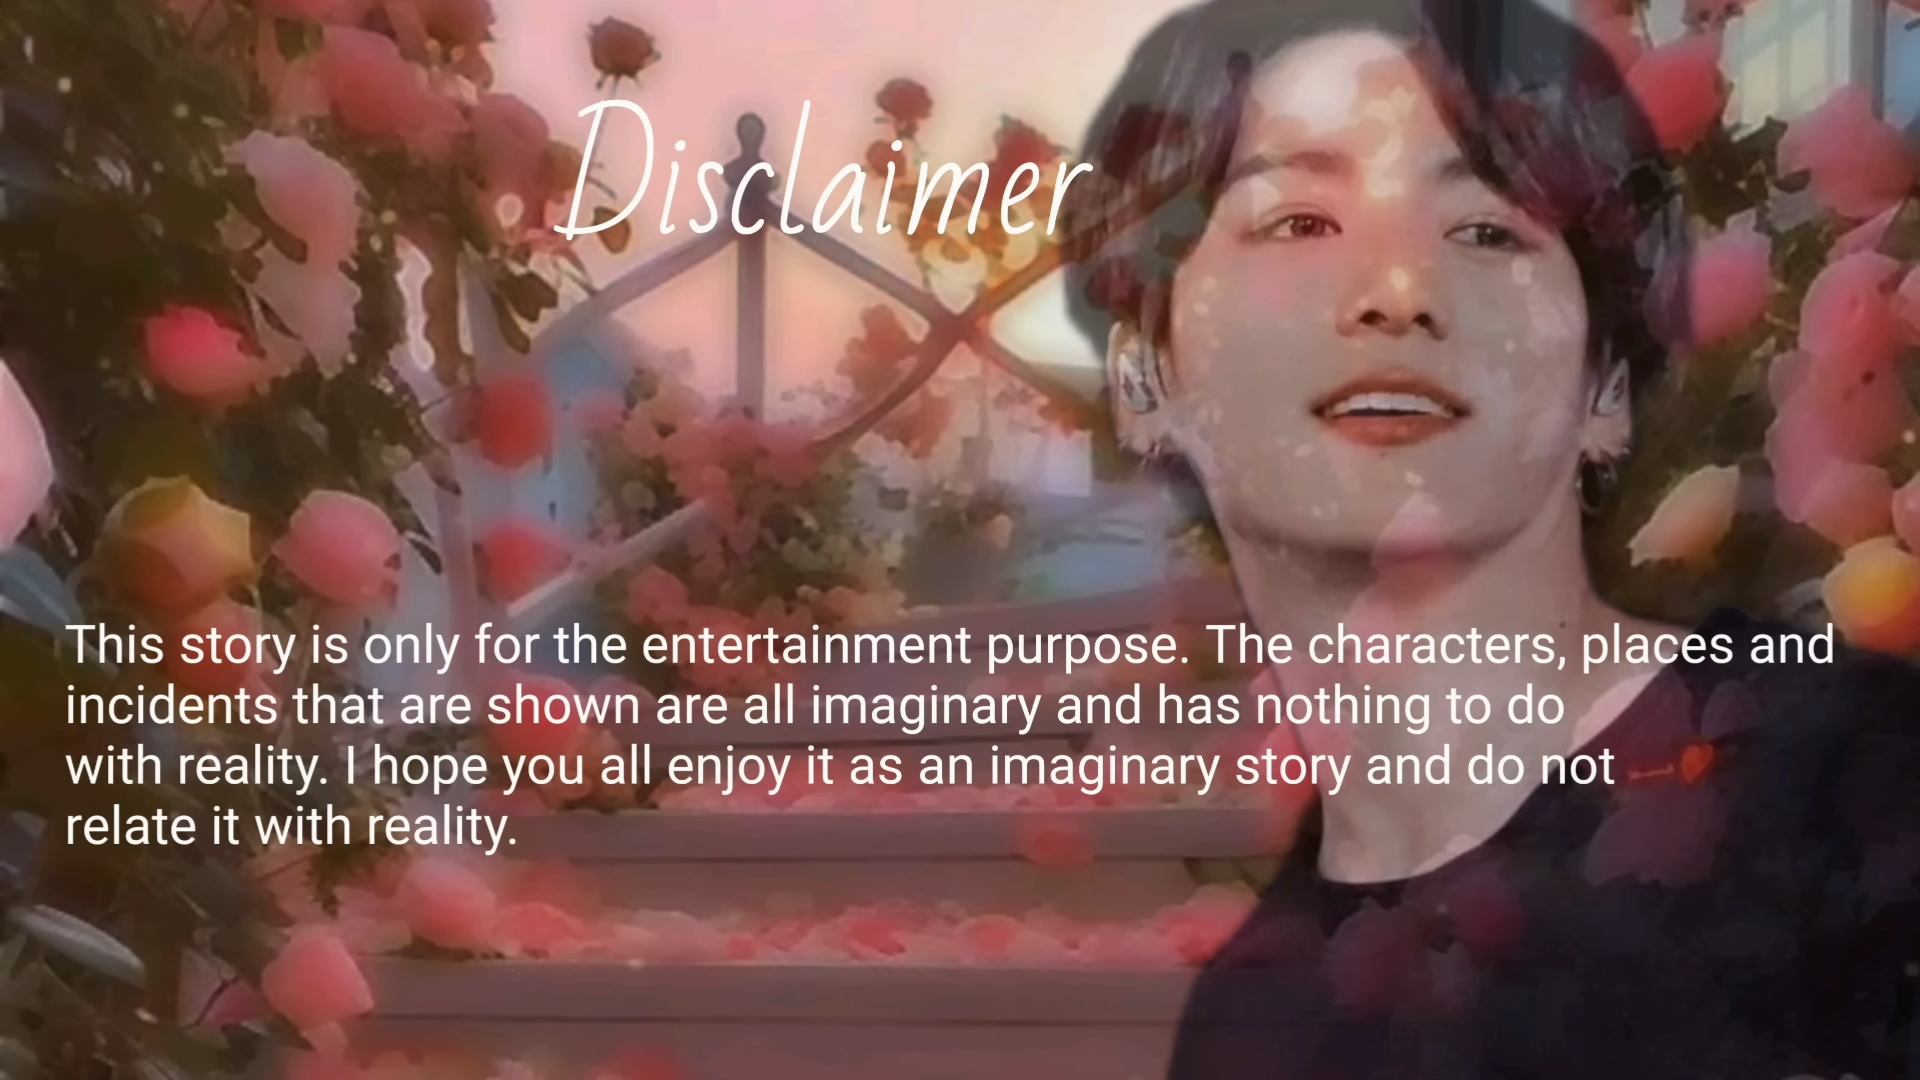 Disclaimer
This story is only for the entertainment purpose. The characters, places and
incidents that are shown are all imaginary and has nothing to do
with reality. I hope you all enjoy it as an imaginary story and do not
relate it with reality.